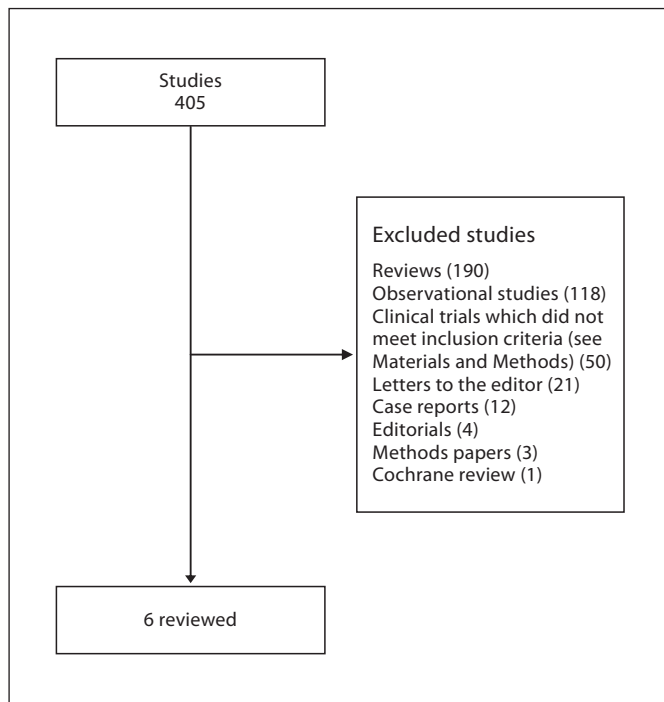 Studies
405
Excluded studies
Reviews (190)
Observational studies (118)
Clinical trials which did not
meet inclusion criteria (see
Materials and Methods) (50)
Letters to the editor (21)
Case reports (12)
Editorials (4)
Methods papers (3)
Cochrane review (1)
6 reviewed